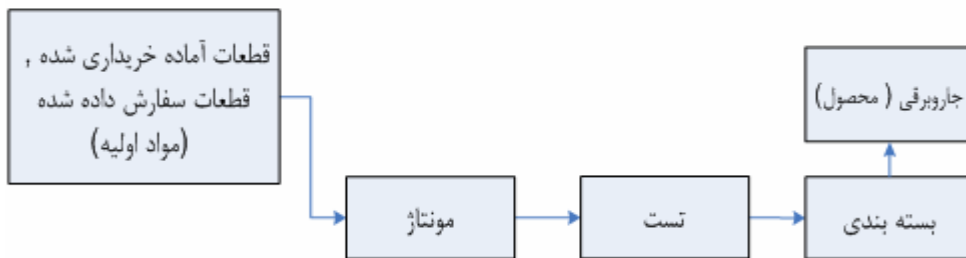 قطعات آماده خریداری شده ,
قطعات سفارش داده شده
(مواد اولیه)
مونتاژ
تست
بسته بندی
جاروبرقی ( محصول)